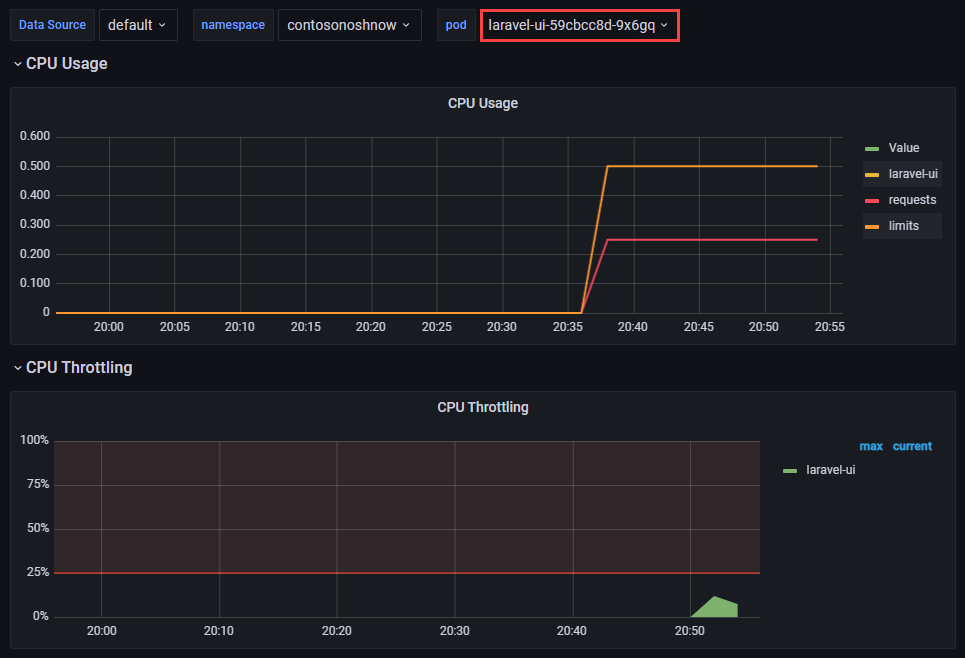 Data Source default namespace contosonoshnow pod laravel-ui-59cbcc8d-9x6gq
CPU Usage
CPU Usage
0.600
0.500
0.400
0.300
0.200
0.100
0
20:00 20:05 20:10 20:15 20:20 20:25 20:30 20:35 20:40 20:45 20:50 20:55
Value
laravel-ui
requests
limits
CPU Throttling
CPU Throttling
100%
75%
50%
25%
0%
20:00 20:10 20:20 20:30 20:40 20:50
max current
laravel-ui